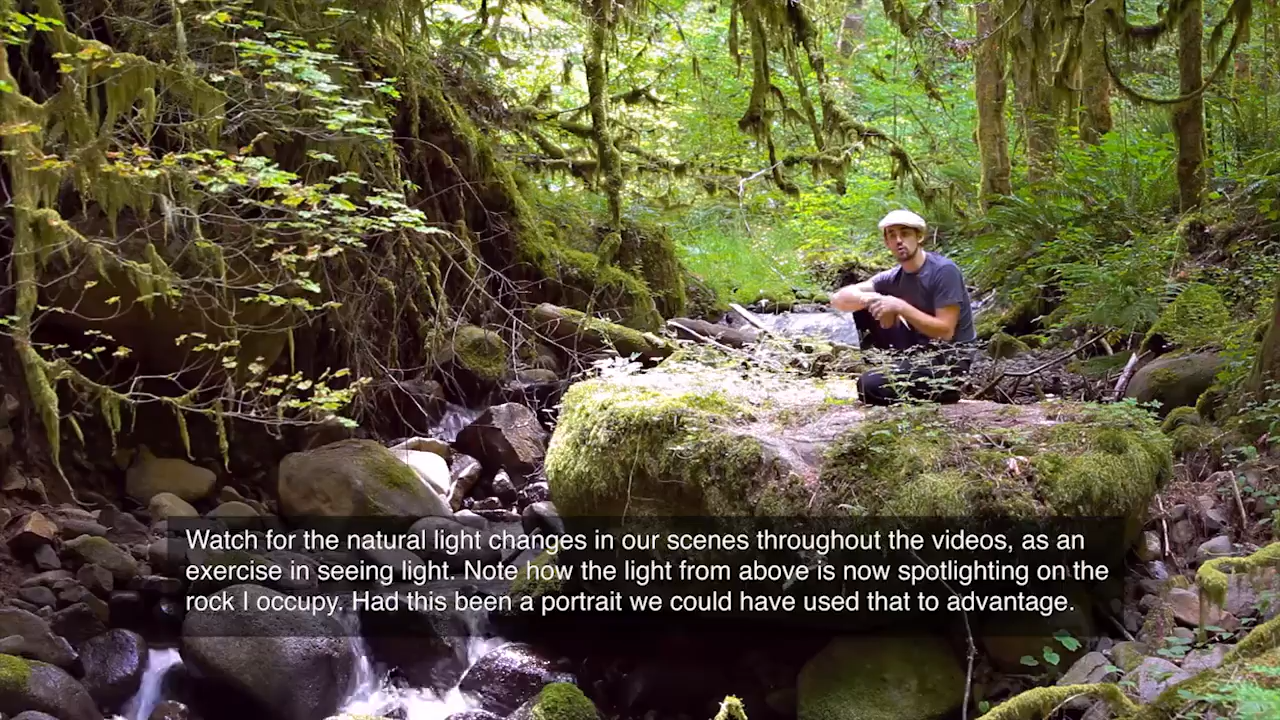 Watch for the natural light changes in our scenes throughout the videos, as an
exercise in seeing light. Note how the light from above is now spotlighting on the
rock I occupy. Had this been a portrait we could have used that to advantage.